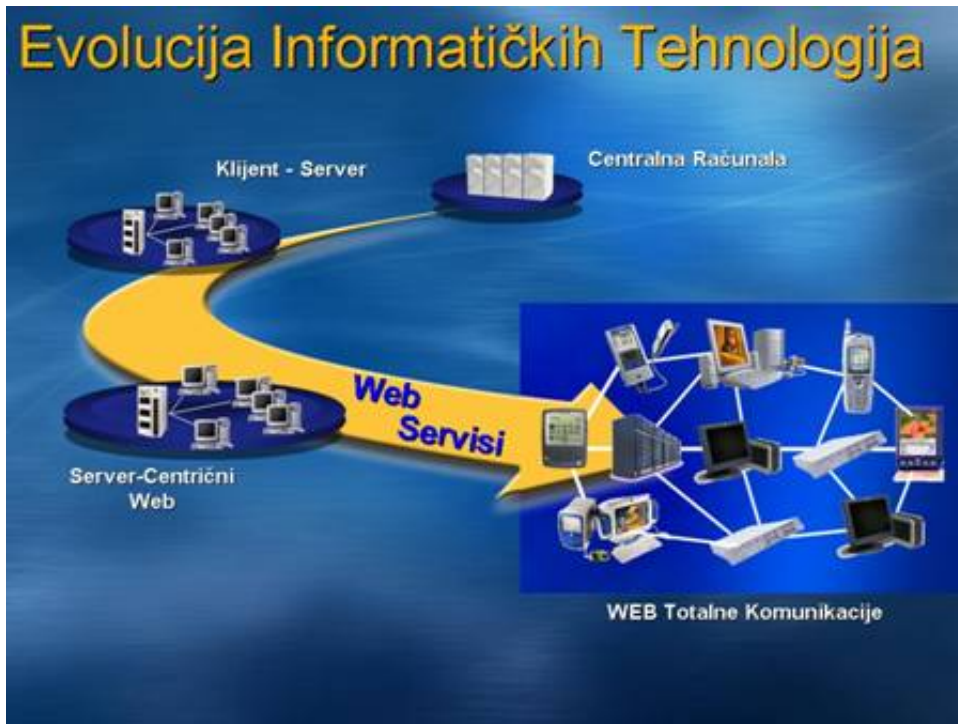 Evolucija Informatičkih Tehnologija
Centralna Računala
Klijent - Server
Web
Servisi
Server-Centrični
Web
WEB Totalne Komunikacije